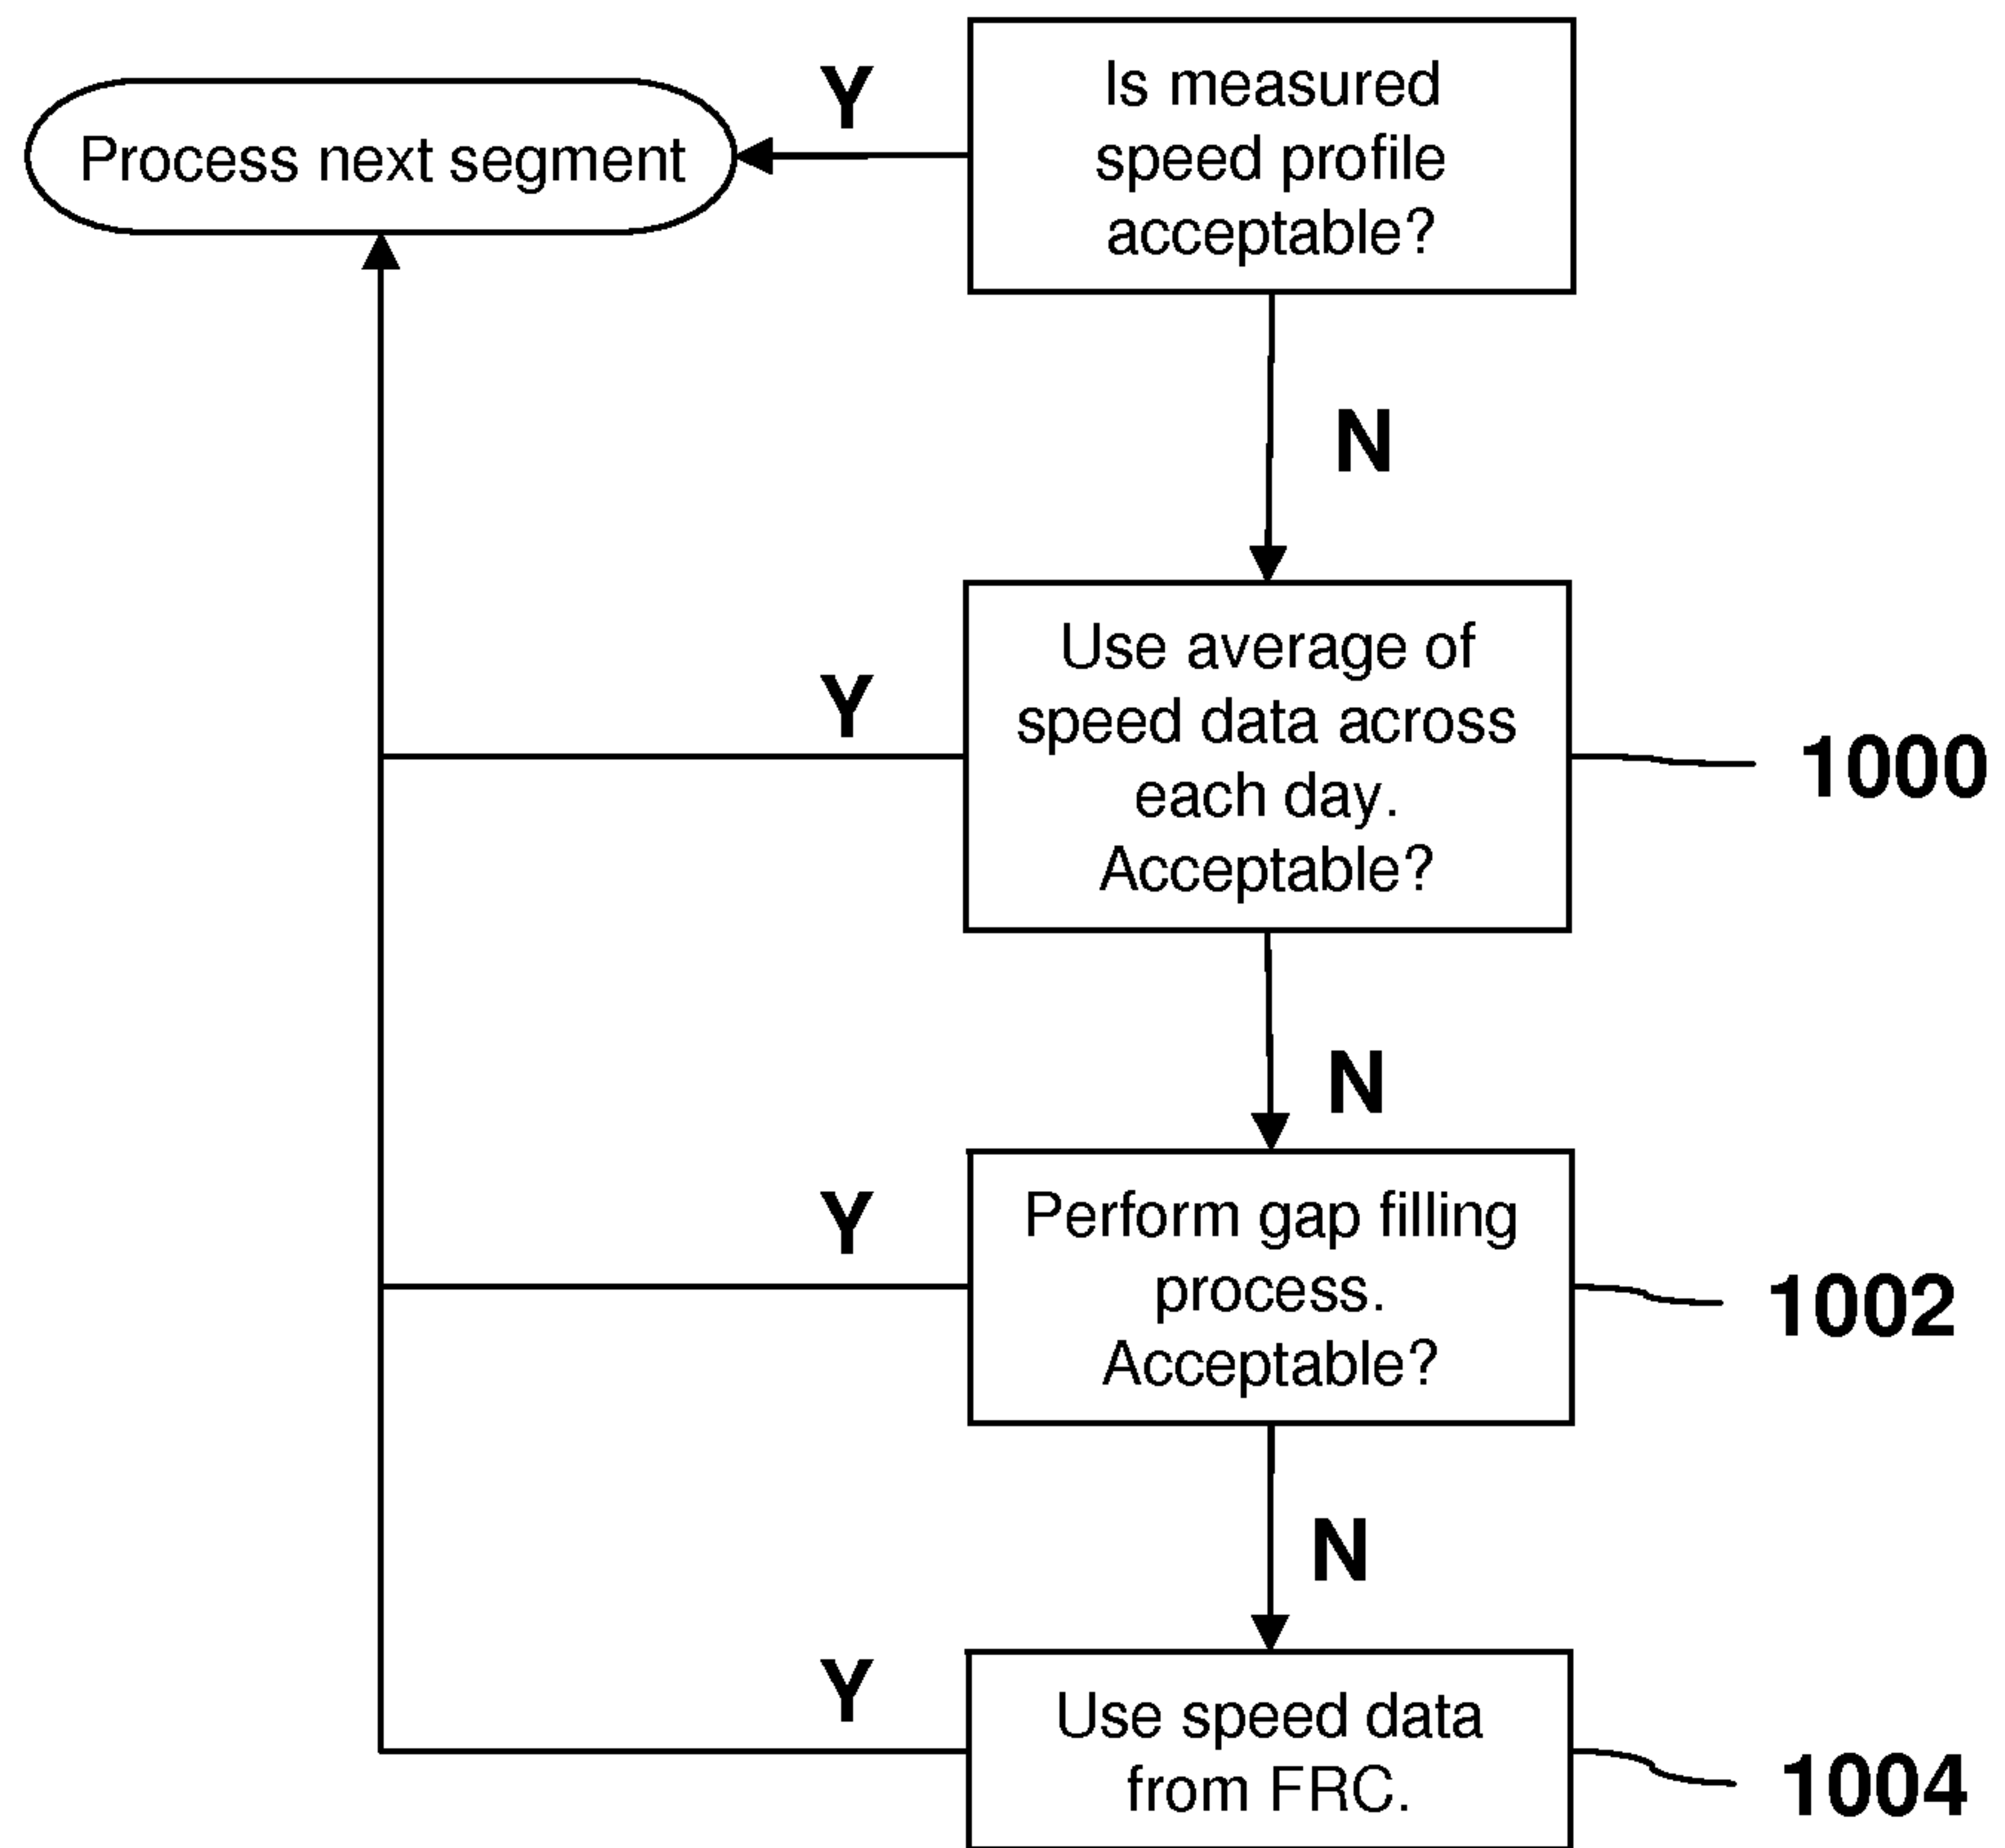 Process next segment
Y
Is measured
speed profile
acceptable?
N
Y
Use average of
speed data across
each day.
Acceptable?
1000
N
Y
Perform gap filling
process.
Acceptable?
1002
N
Y
Use speed data
from FRC.
1004